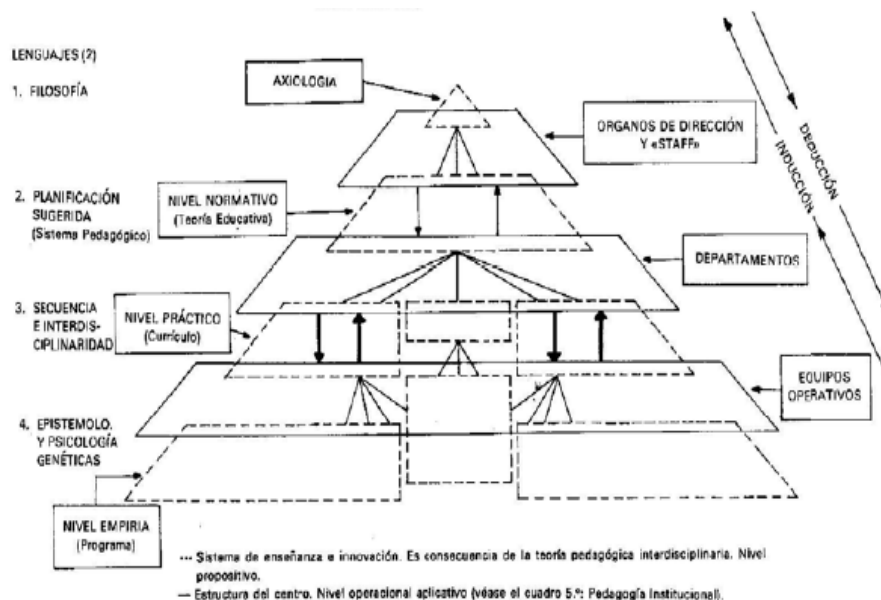 LENGUAJES (2)
1. FILOSOFÍA
AXIOLOGIA
ORGANOS DE DIRECCIÓN
Y «STAFF»
DEDUCCIÓN
INDUCCIÓN
2. PLANIFICACIÓN
SUGERIDA
(Sistema Pedagógico)
NIVEL NORMATIVO
(Teoría Educativa)
DEPARTAMENTOS
3. SECUENCIA
E INTERDIS-
CIPLINARIDAD
NIVEL PRÁCTICO
(Currículo)
EQUIPOS
OPERATIVOS
4. EPISTEMOLO.
Y PSICOLOGÍA
GENÉTICAS
NIVEL EMPIRIA
(Programa)
--- Sistema de enseñanza e innovación. Es consecuencia de la teoría pedagógica interdisciplinaria. Nivel
propositivo.
— Estructura del centro. Nivel operacional aplicativo (véase el cuadro 5.º: Pedagogía Institucional).